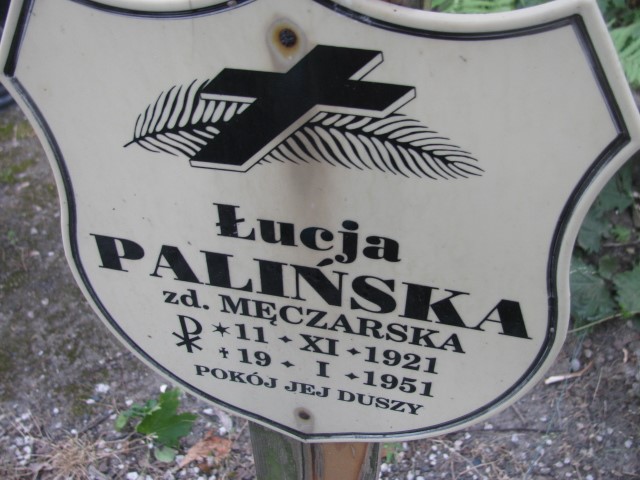 Łucja
PALIŃSKA
zd. MĘCZARSKA
☧ ✶ 11 ✦ XI ✦ 1921
✝ 19 ✦ I ✦ 1951
POKÓJ JEJ DUSZY